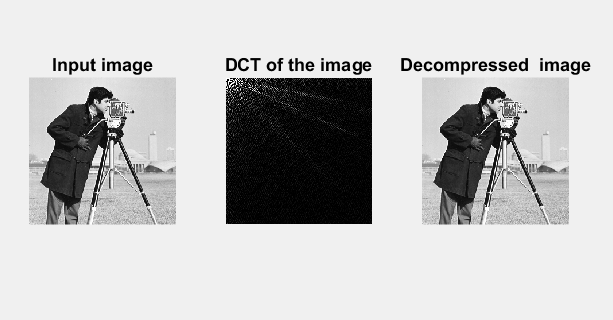 Input image
DCT of the image
Decompressed  image